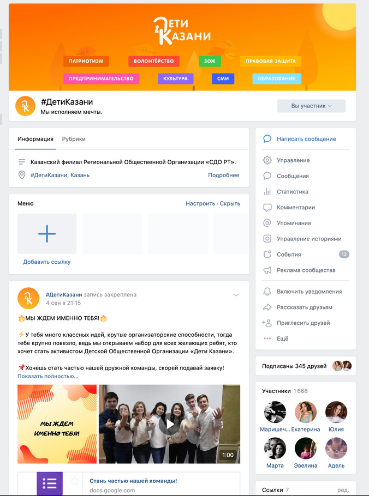 Дети
Казани
ПАТРИОТИЗМ
ВОЛОНТЁРСТВО
ЗОЖ
ПРАВОВАЯ ЗАЩИТА
ПРЕДПРИНИМАТЕЛЬСТВО
КУЛЬТУРА
СМИ
ОБРАЗОВАНИЕ
#ДетиКазани
Мы исполняем мечты.
Вы участник
Информация Рубрики
Казанский филиал Региональной Общественной Организации «СДО РТ».
#ДетиКазани, Казань Подробнее
Меню Настроить · Скрыть
Добавить ссылку
#ДетиКазани запись закреплена
4 сен в 21:15
МЫ ЖДЕМ ИМЕННО ТЕБЯ!
У тебя много классных идей, крутые организаторские способности, тогда
тебе крупно повезло, ведь мы открываем набор для всех желающих ребят, кто
хочет стать активистом Детской Общественной Организации «Дети Казани».
Хочешь стать частью нашей дружной команды, скорей подавай заявку!
Показать полностью...
МЫ ЖДЕМ
ИМЕННО ТЕБЯ!
1:00
Стань частью нашей команды!
docs.google.com
Написать сообщение
Управление
Сообщения
Статистика
Комментарии
Упоминания
Управление историями
События
Реклама сообщества
Включить уведомления
Рассказать друзьям
Пригласить друзей
Ещё
Подписаны 345 друзей
Участники 1 668
Маришеч... Екатерина Юлия
Марта Эвелина Адель
Ссылки 7 ред.